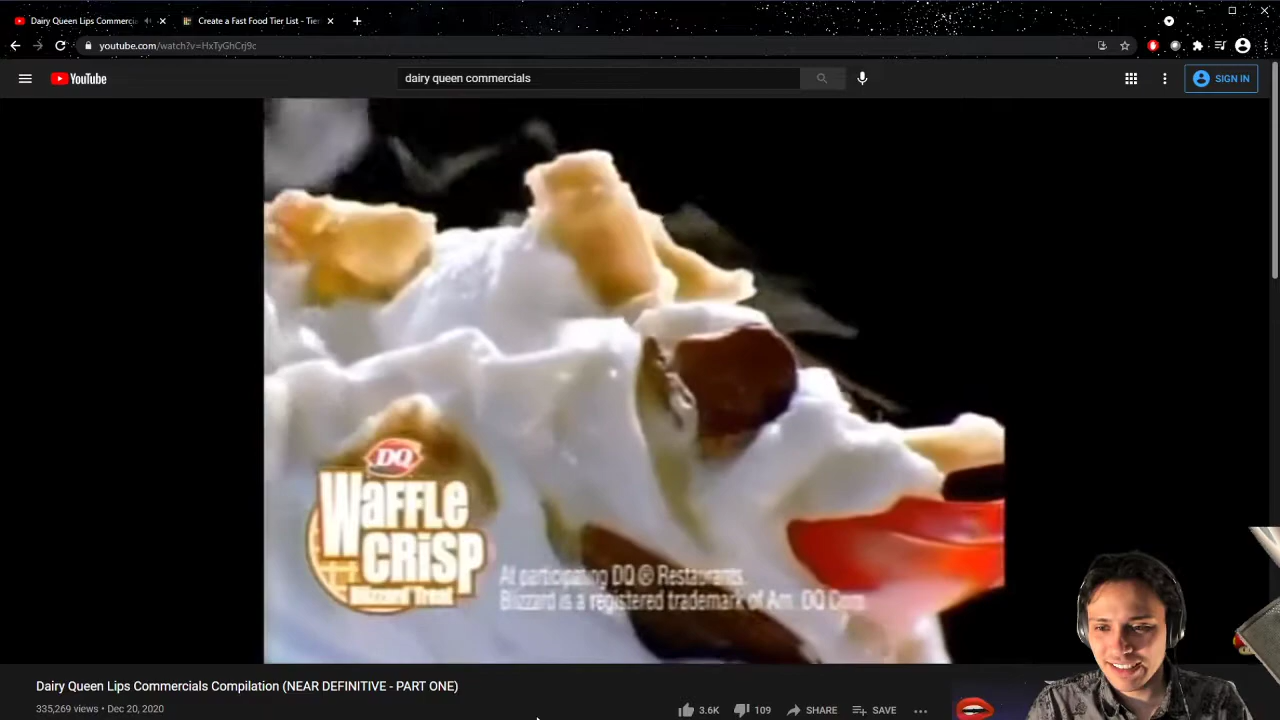 Dairy Queen Lips Commerci
Create a Fast Food Tier List - Tier
youtube.com/watch?v=HxTyGhCrj9c
YouTube
dairy queen commercials
SIGN IN
DQ
WaFFLe
CRiSP
Blizzard Treat
At participating DQ ® Restaurants.
Blizzard is a registered trademark of Am. DQ Corp.
Dairy Queen Lips Commercials Compilation (NEAR DEFINITIVE - PART ONE)
335,269 views • Dec 20, 2020
3.6K
109
SHARE
SAVE